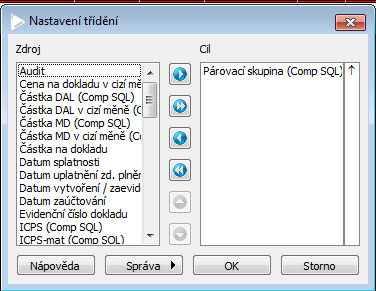 Nastavení třídění
Zdroj
Cíl
Audit
Cena na dokladu v cizí mě
Částka DAL (Comp SQL)
Částka DAL v cizí měně (C
Částka MD (Comp SQL)
Částka MD v cizí měně (Co
Částka na dokladu
Datum splatnosti
Datum uplatnění zd. plněn
Datum vytvoření / zaevide
Datum zaúčtování
Evidenční číslo dokladu
ICPS (Comp SQL)
ICPS-mat (Comp SQL)
Párovací skupina (Comp SQL)
Nápověda
Správa
OK
Storno